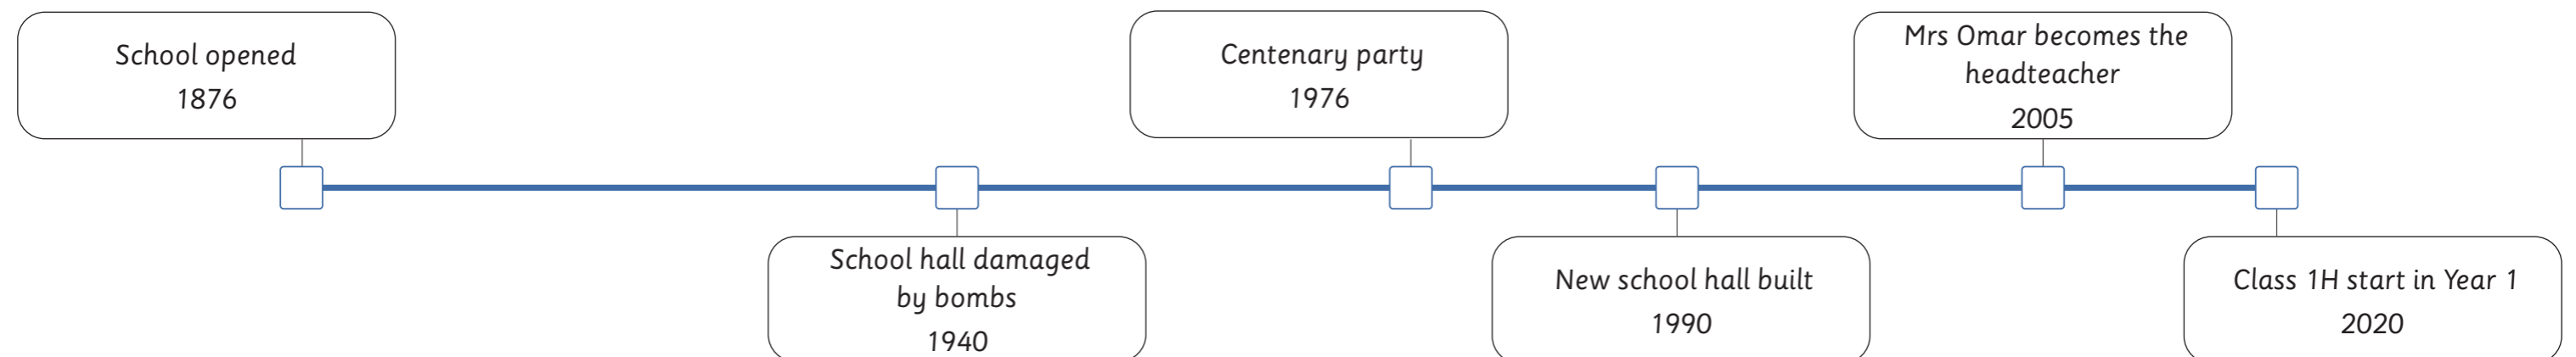 School opened
1876
School hall damaged
by bombs
1940
Centenary party
1976
New school hall built
1990
Mrs Omar becomes the
headteacher
2005
Class 1H start in Year 1
2020